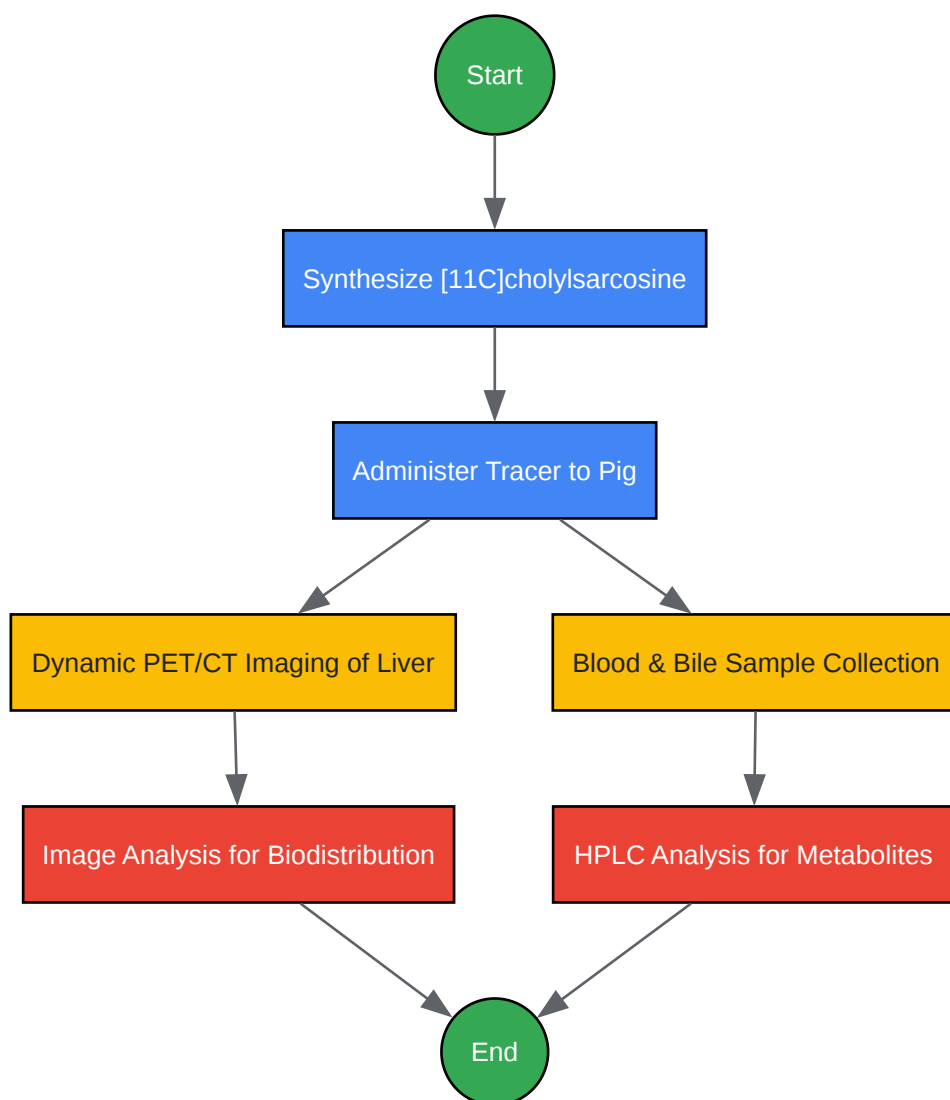 Start
Synthesize [11C]cholylsarcosine
Administer Tracer to Pig
Dynamic PET/CT Imaging of Liver
Blood & Bile Sample Collection
Image Analysis for Biodistribution
HPLC Analysis for Metabolites
End